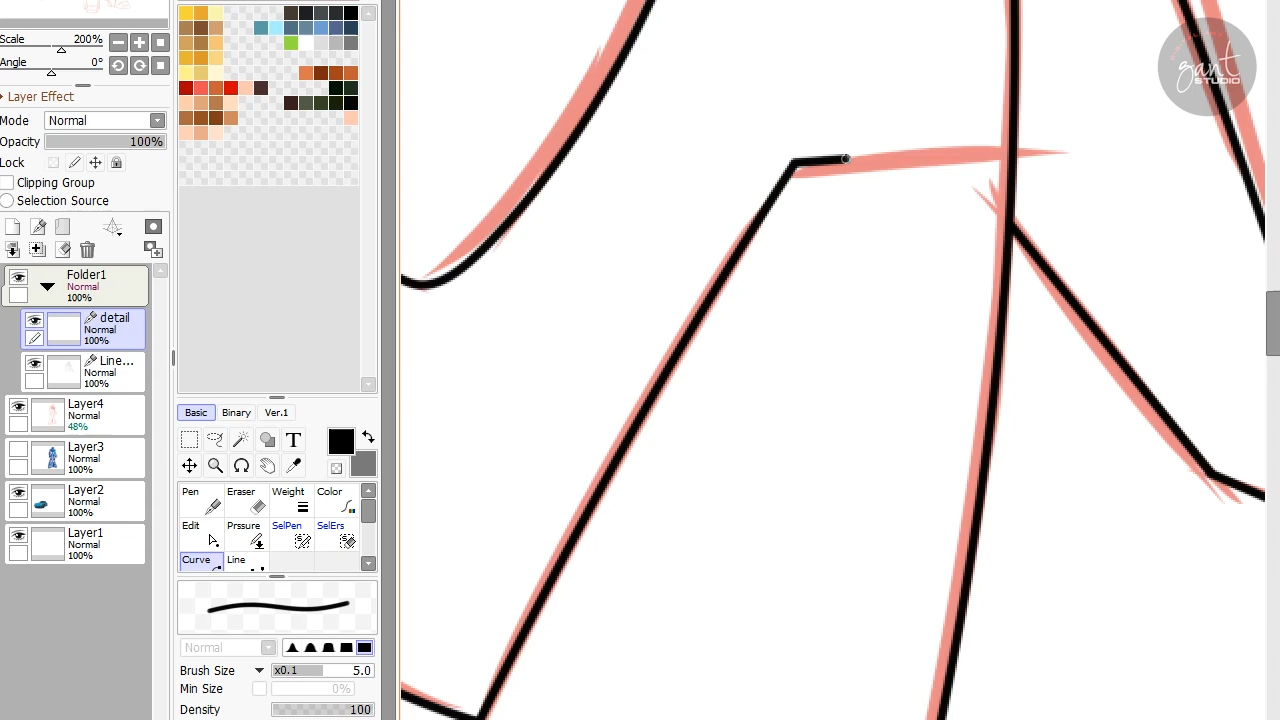 Scale 200%
Angle 0°
Layer Effect
Mode Normal
Opacity 100%
Lock
Clipping Group
Selection Source
Folder1
Normal
100%
detail
Normal
100%
Line...
Normal
100%
Layer4
Normal
48%
Layer3
Normal
100%
Layer2
Normal
100%
Layer1
Normal
100%
Basic Binary Ver.1
T
Pen Eraser Weight Color
Edit Prssure SelPen SelErs
Curve Line
Normal
Brush Size x0.1 5.0
Min Size 0%
Density 100
gant
STUDIO